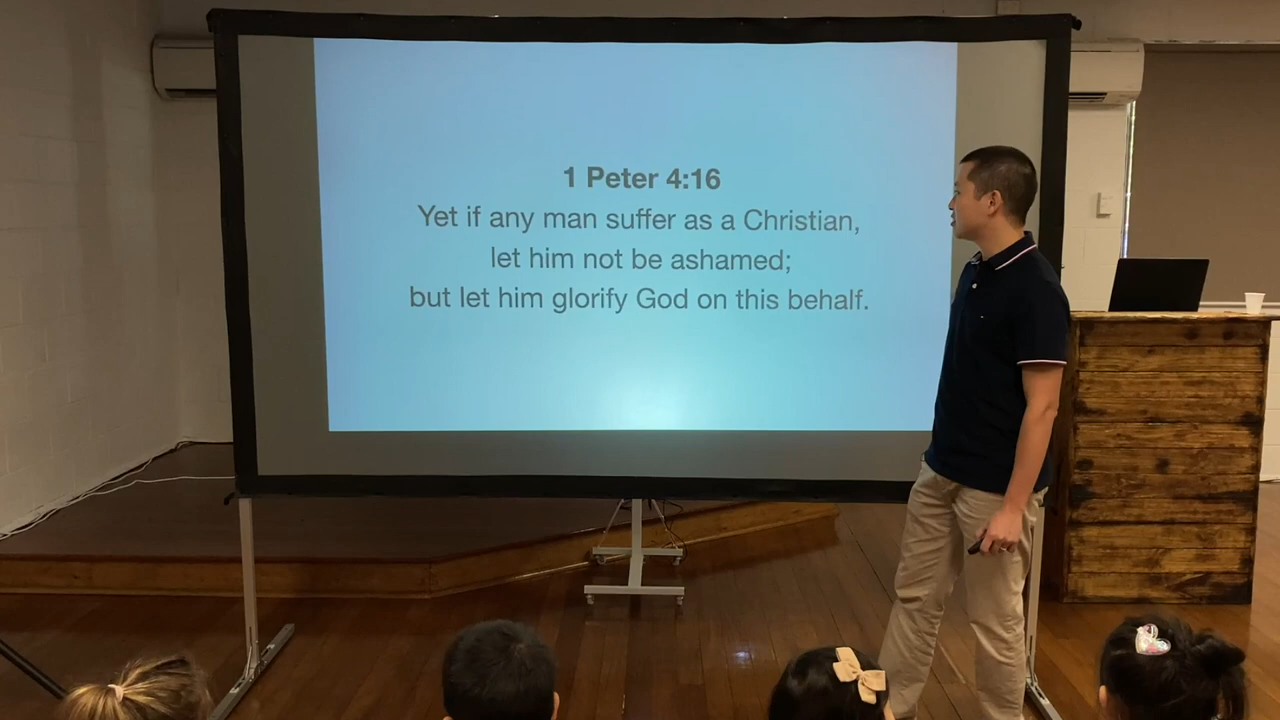 1 Peter 4:16
Yet if any man suffer as a Christian,
let him not be ashamed;
but let him glorify God on this behalf.